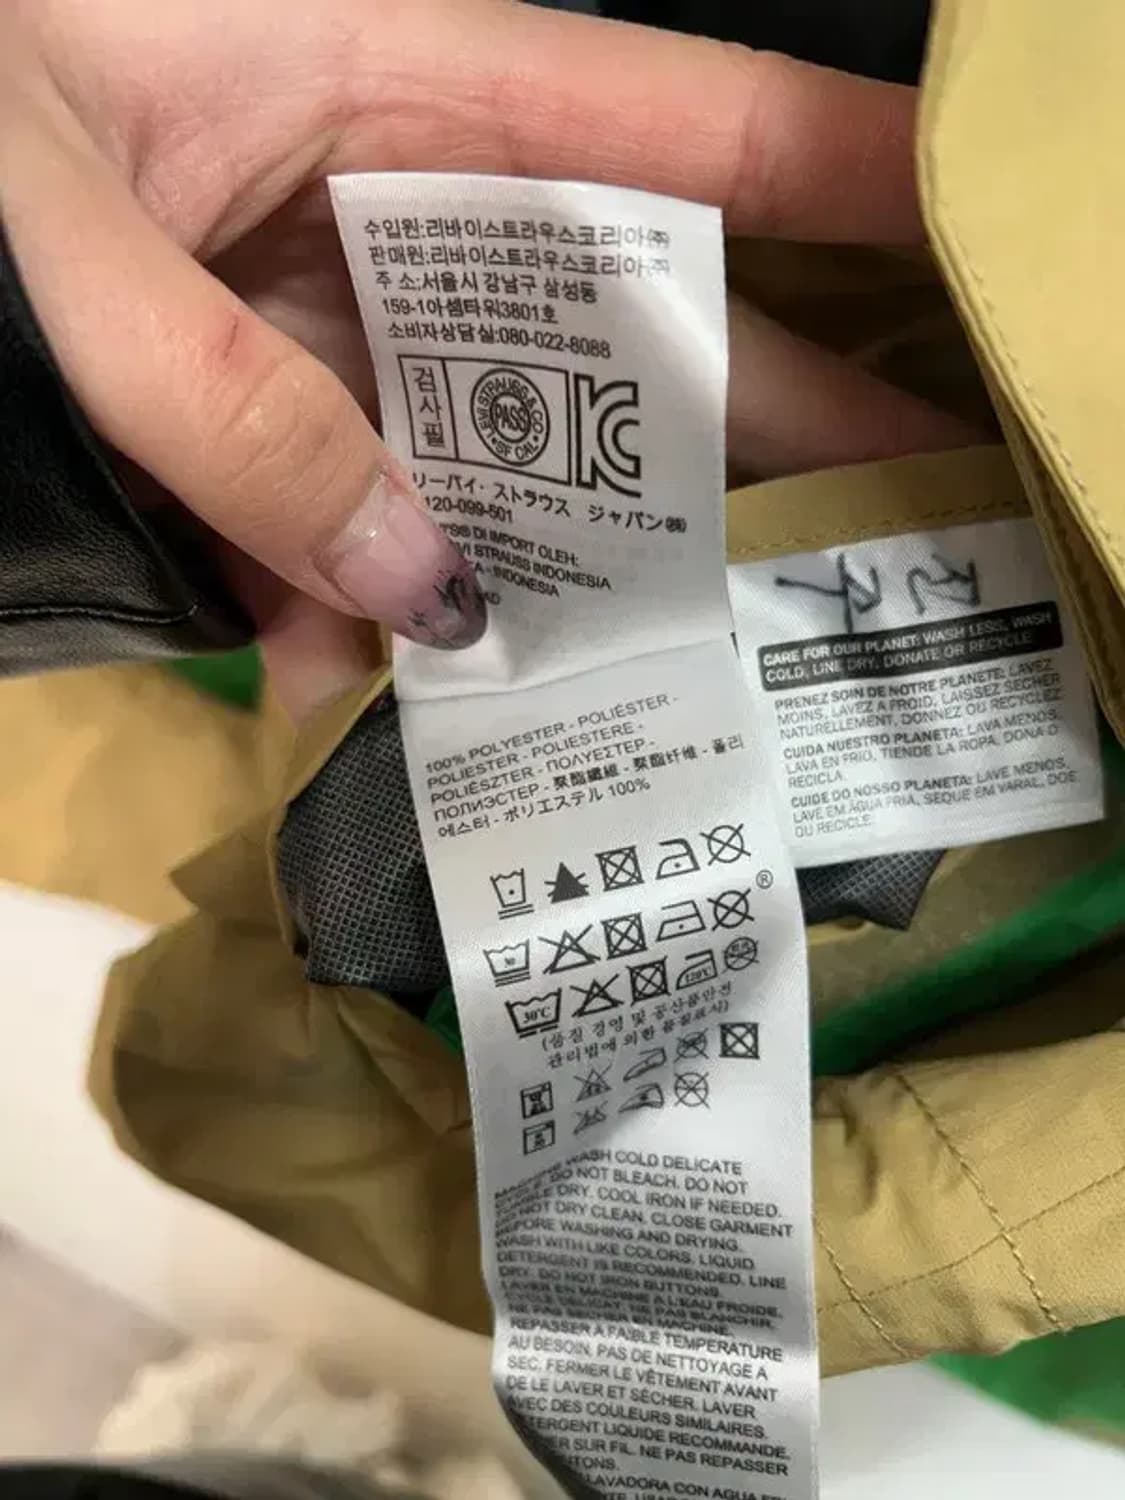 수입원:리바이스트라우스코리아㈜
판매원:리바이스트라우스코리아㈜
주 소:서울시 강남구 삼성동
159-1아셈타워3801호
소비자상담실:080-022-8088
검사필
LEVI STRAUSS & CO
PASS
SF CAL
KC
リーバイ・ストラウス ジャパン㈱
120-099-501
DI IMPORT OLEH:
STRAUSS INDONESIA
- INDONESIA
CARE FOR OUR PLANET: WASH LESS, WASH
COLD, LINE DRY, DONATE OR RECYCLE
PRENEZ SOIN DE NOTRE PLANETE: LAVEZ
MOINS, LAVEZ A FROID, LAISSEZ SÉCHER
NATURELLEMENT, DONNEZ OU RECYCLEZ
CUIDA NUESTRO PLANETA: LAVA MENOS,
LAVA EN FRIO, TIENDE LA ROPA, DONA O
RECICLA.
CUIDE DO NOSSO PLANETA: LAVE MENOS,
LAVE EM ÁGUA FRIA, SEQUE EM VARAL, DOE
OU RECICLE.
100% POLYESTER - POLIÉSTER -
POLIESTER - POLIESTERE -
POLIÉSZTER - ΠΟΛΥΕΣΤΕΡ -
ПОЛИЭСТЕР - 聚酯纖維 - 聚酯纤维 - 폴리
에스터 - ポリエステル 100%
®
30
30℃ 120℃
(품질 경영 및 공산품안전
관리법에 의한 품질표시)
WASH COLD DELICATE
DO NOT BLEACH. DO NOT
DRY. COOL IRON IF NEEDED.
NOT DRY CLEAN. CLOSE GARMENT
BEFORE WASHING AND DRYING.
WASH WITH LIKE COLORS. LIQUID
DETERGENT IS RECOMMENDED. LINE
DRY. DO NOT IRON BUTTONS.
LAVER EN MACHINE A L'EAU FROIDE,
CYCLE DELICAT. NE PAS BLANCHIR.
NE PAS SECHER EN MACHINE.
REPASSER À FAIBLE TEMPÉRATURE
AU BESOIN. PAS DE NETTOYAGE A
SEC. FERMER LE VÊTEMENT AVANT
DE LE LAVER ET SÉCHER. LAVER
AVEC DES COULEURS SIMILAIRES.
LIQUIDE RECOMMANDE.
SUR FIL. NE PAS REPASSER
LAVADORA CON AGUA